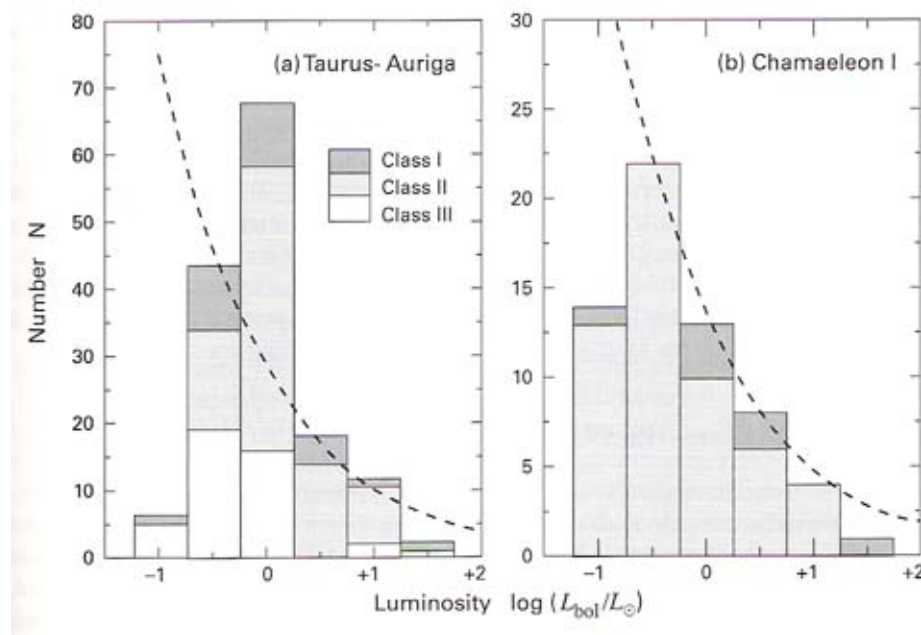 80
70
60
50
40
30
20
10
0
Number N
(a) Taurus- Auriga
Class I
Class II
Class III
−1 0 +1 +2
30
25
20
15
10
5
0
(b) Chamaeleon I
−1 0 +1 +2
Luminosity log (L_bol/L_⊙)